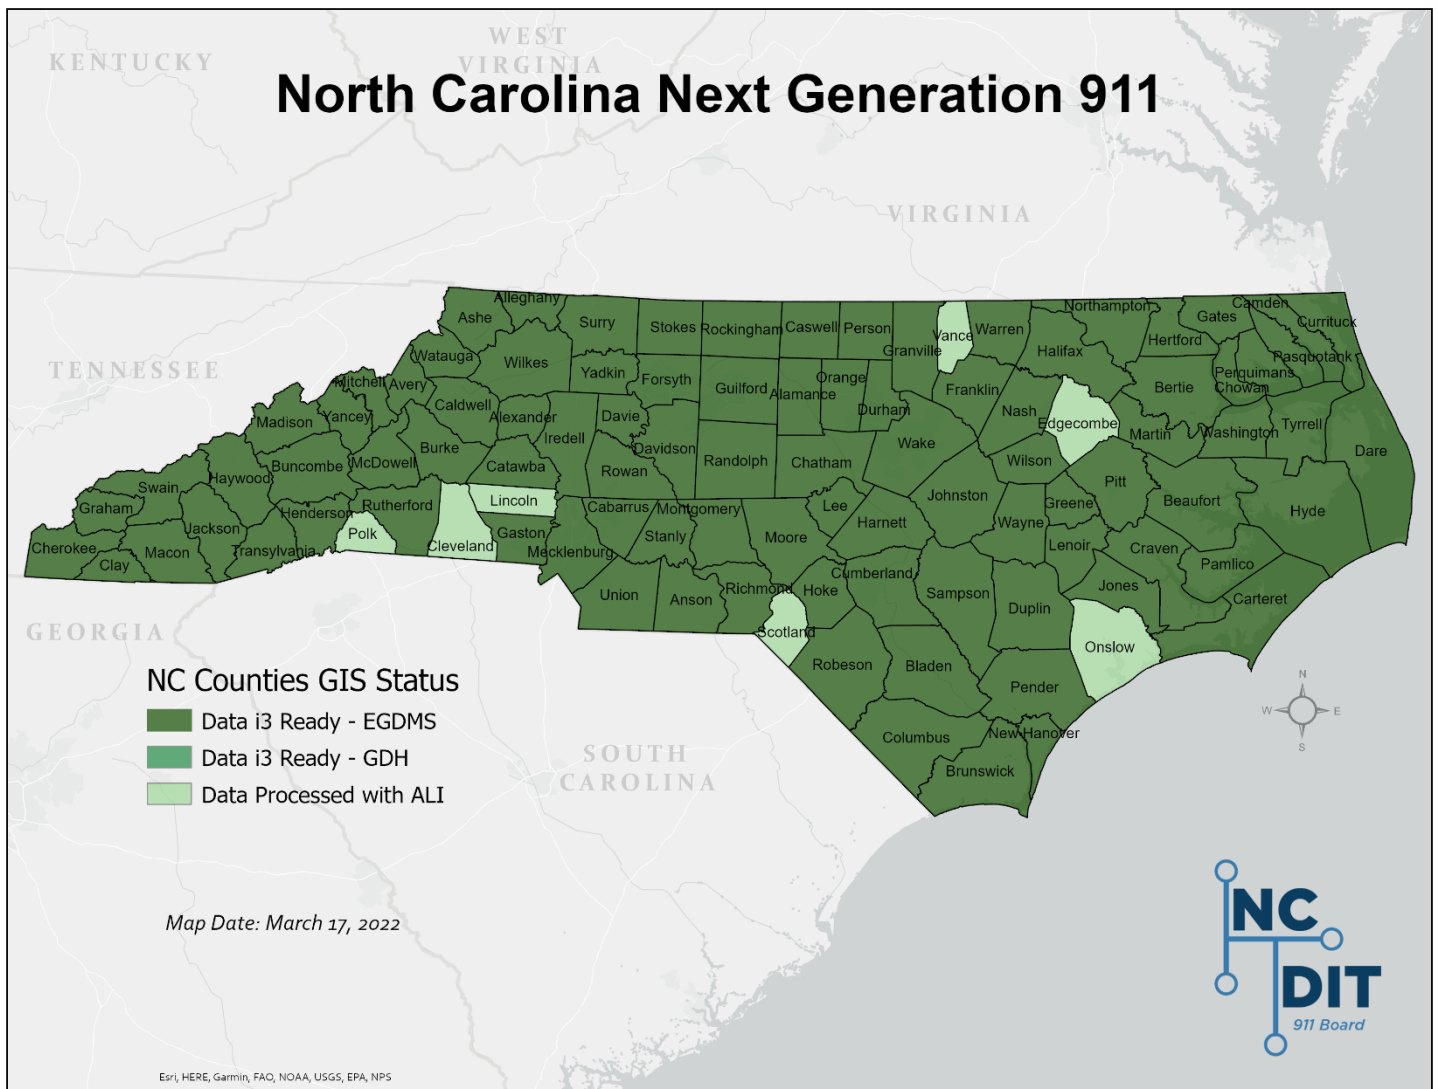 KENTUCKY
WEST
VIRGINIA
North Carolina Next Generation 911
VIRGINIA
TENNESSEE
Alleghany
Ashe
Surry
Stokes
Rockingham
Caswell
Person
Granville
Vance
Warren
Northampton
Halifax
Hertford
Gates
Camden
Currituck
Pasquotank
Perquimans
Chowan
Bertie
Watauga
Wilkes
Yadkin
Forsyth
Guilford
Alamance
Orange
Durham
Franklin
Nash
Edgecombe
Martin
Washington
Tyrrell
Dare
Mitchell
Avery
Caldwell
Alexander
Iredell
Davie
Davidson
Randolph
Chatham
Wake
Wilson
Pitt
Beaufort
Hyde
Madison
Yancey
Burke
Catawba
Rowan
Johnston
Greene
Swain
Haywood
Buncombe
McDowell
Lincoln
Cabarrus
Montgomery
Lee
Harnett
Wayne
Lenoir
Craven
Pamlico
Graham
Jackson
Henderson
Rutherford
Polk
Cleveland
Gaston
Mecklenburg
Stanly
Moore
Cherokee
Clay
Macon
Transylvania
Union
Anson
Richmond
Hoke
Cumberland
Sampson
Duplin
Jones
Carteret
Scotland
Robeson
Bladen
Pender
Onslow
Columbus
New Hanover
Brunswick
GEORGIA
SOUTH
CAROLINA
NC Counties GIS Status
Data i3 Ready - EGDMS
Data i3 Ready - GDH
Data Processed with ALI
N
W
E
S
Map Date: March 17, 2022
NC
DIT
911 Board
Esri, HERE, Garmin, FAO, NOAA, USGS, EPA, NPS